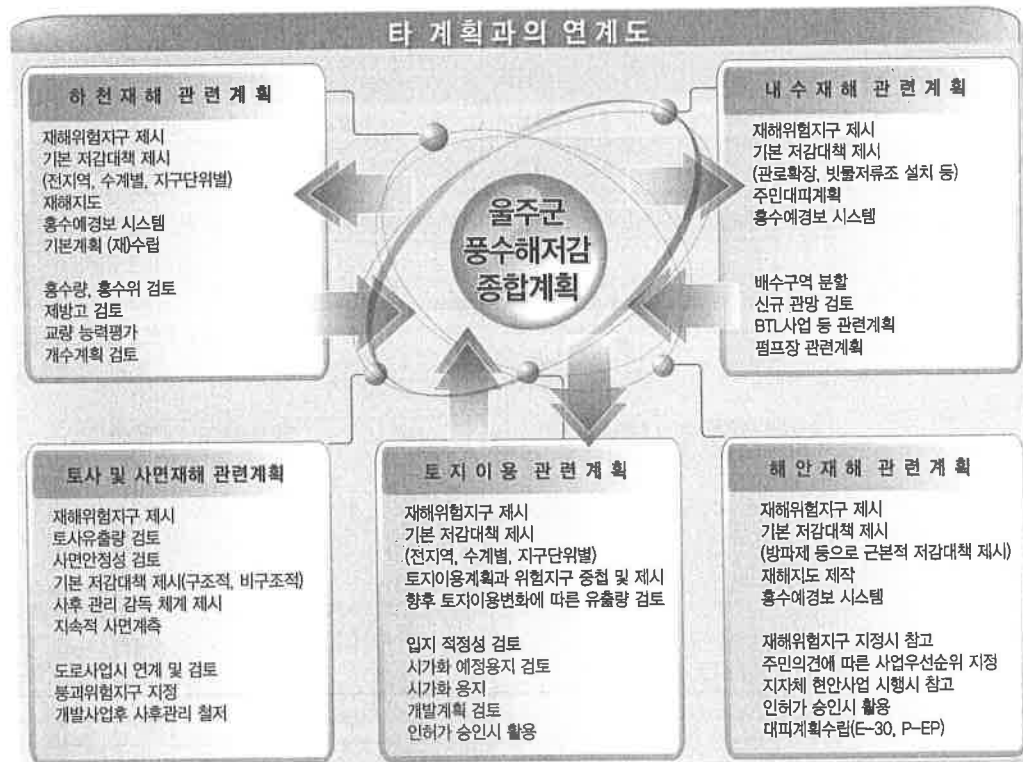 타 계획과의 연계도
하천재해 관련계획
재해위험지구 제시
기본 저감대책 제시
(전지역, 수계별, 지구단위별)
재해지도
홍수예경보 시스템
기본계획 (재)수립
홍수량, 홍수위 검토
제방고 검토
교량 능력평가
개수계획 검토
내수재해 관련계획
재해위험지구 제시
기본 저감대책 제시
(관로확장, 빗물저류조 설치 등)
주민대피계획
홍수예경보 시스템
배수구역 분할
신규 관망 검토
BTL사업 등 관련계획
펌프장 관련계획
울주군
풍수해저감
종합계획
토사 및 사면재해 관련계획
재해위험지구 제시
토사유출량 검토
사면안정성 검토
기본 저감대책 제시(구조적, 비구조적)
사후 관리 감독 체계 제시
지속적 사면계측
도로사업시 연계 및 검토
붕괴위험지구 지정
개발사업후 사후관리 철저
토지이용 관련계획
재해위험지구 제시
기본 저감대책 제시
(전지역, 수계별, 지구단위별)
토지이용계획과 위험지구 중첩 및 제시
향후 토지이용변화에 따른 유출량 검토
입지 적정성 검토
시가화 예정용지 검토
시가화 용지
개발계획 검토
인허가 승인시 활용
해안재해 관련계획
재해위험지구 제시
기본 저감대책 제시
(방파제 등으로 근본적 저감대책 제시)
재해지도 제작
홍수예경보 시스템
재해위험지구 지정시 참고
주민의견에 따른 사업우선순위 지정
지자체 현안사업 시행시 참고
인허가 승인시 활용
대피계획수립(E-30, P-EP)